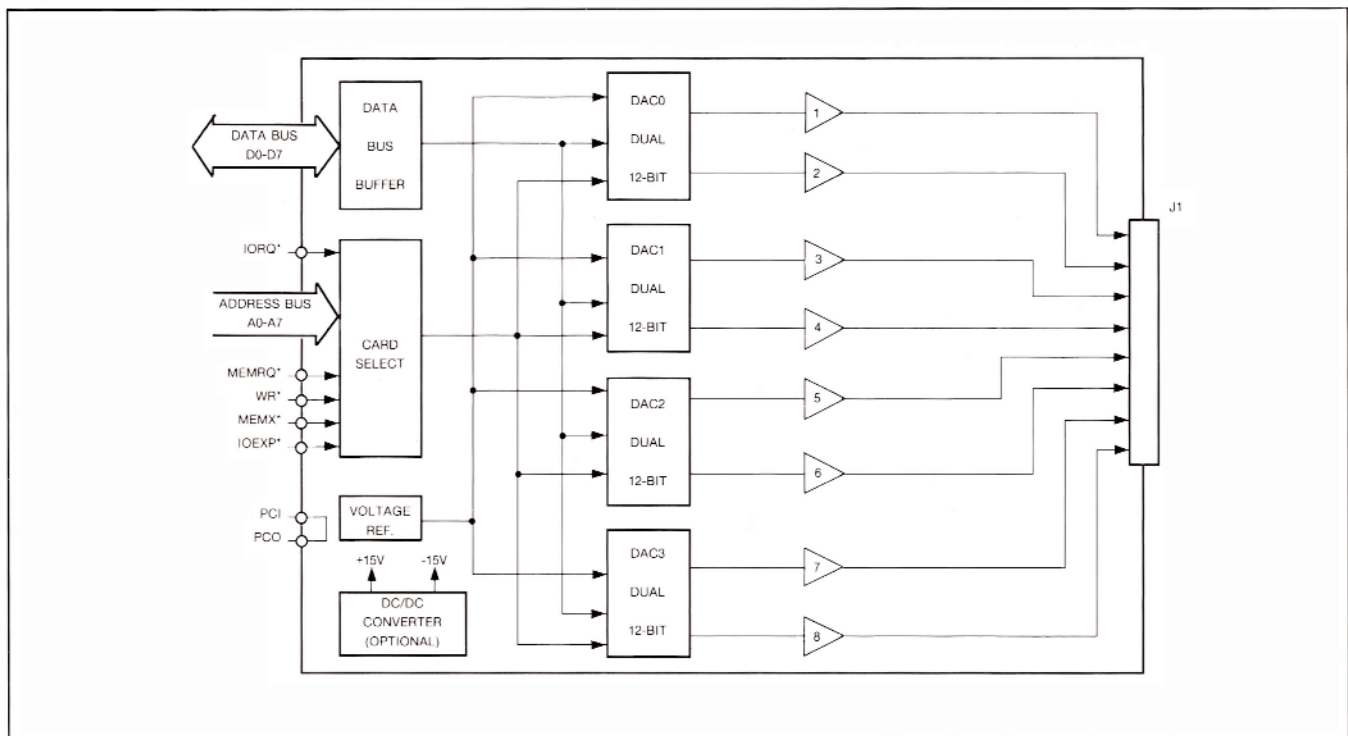 DATA
BUS
BUFFER
DATA BUS
D0-D7
IORQ*
ADDRESS BUS
A0-A7
CARD
SELECT
MEMRQ*
WR*
MEMX*
IOEXP*
PCI
PCO
VOLTAGE
REF.
+15V
-15V
DC/DC
CONVERTER
(OPTIONAL)
DAC0
DUAL
12-BIT
1
2
DAC1
DUAL
12-BIT
3
4
DAC2
DUAL
12-BIT
5
6
DAC3
DUAL
12-BIT
7
8
J1